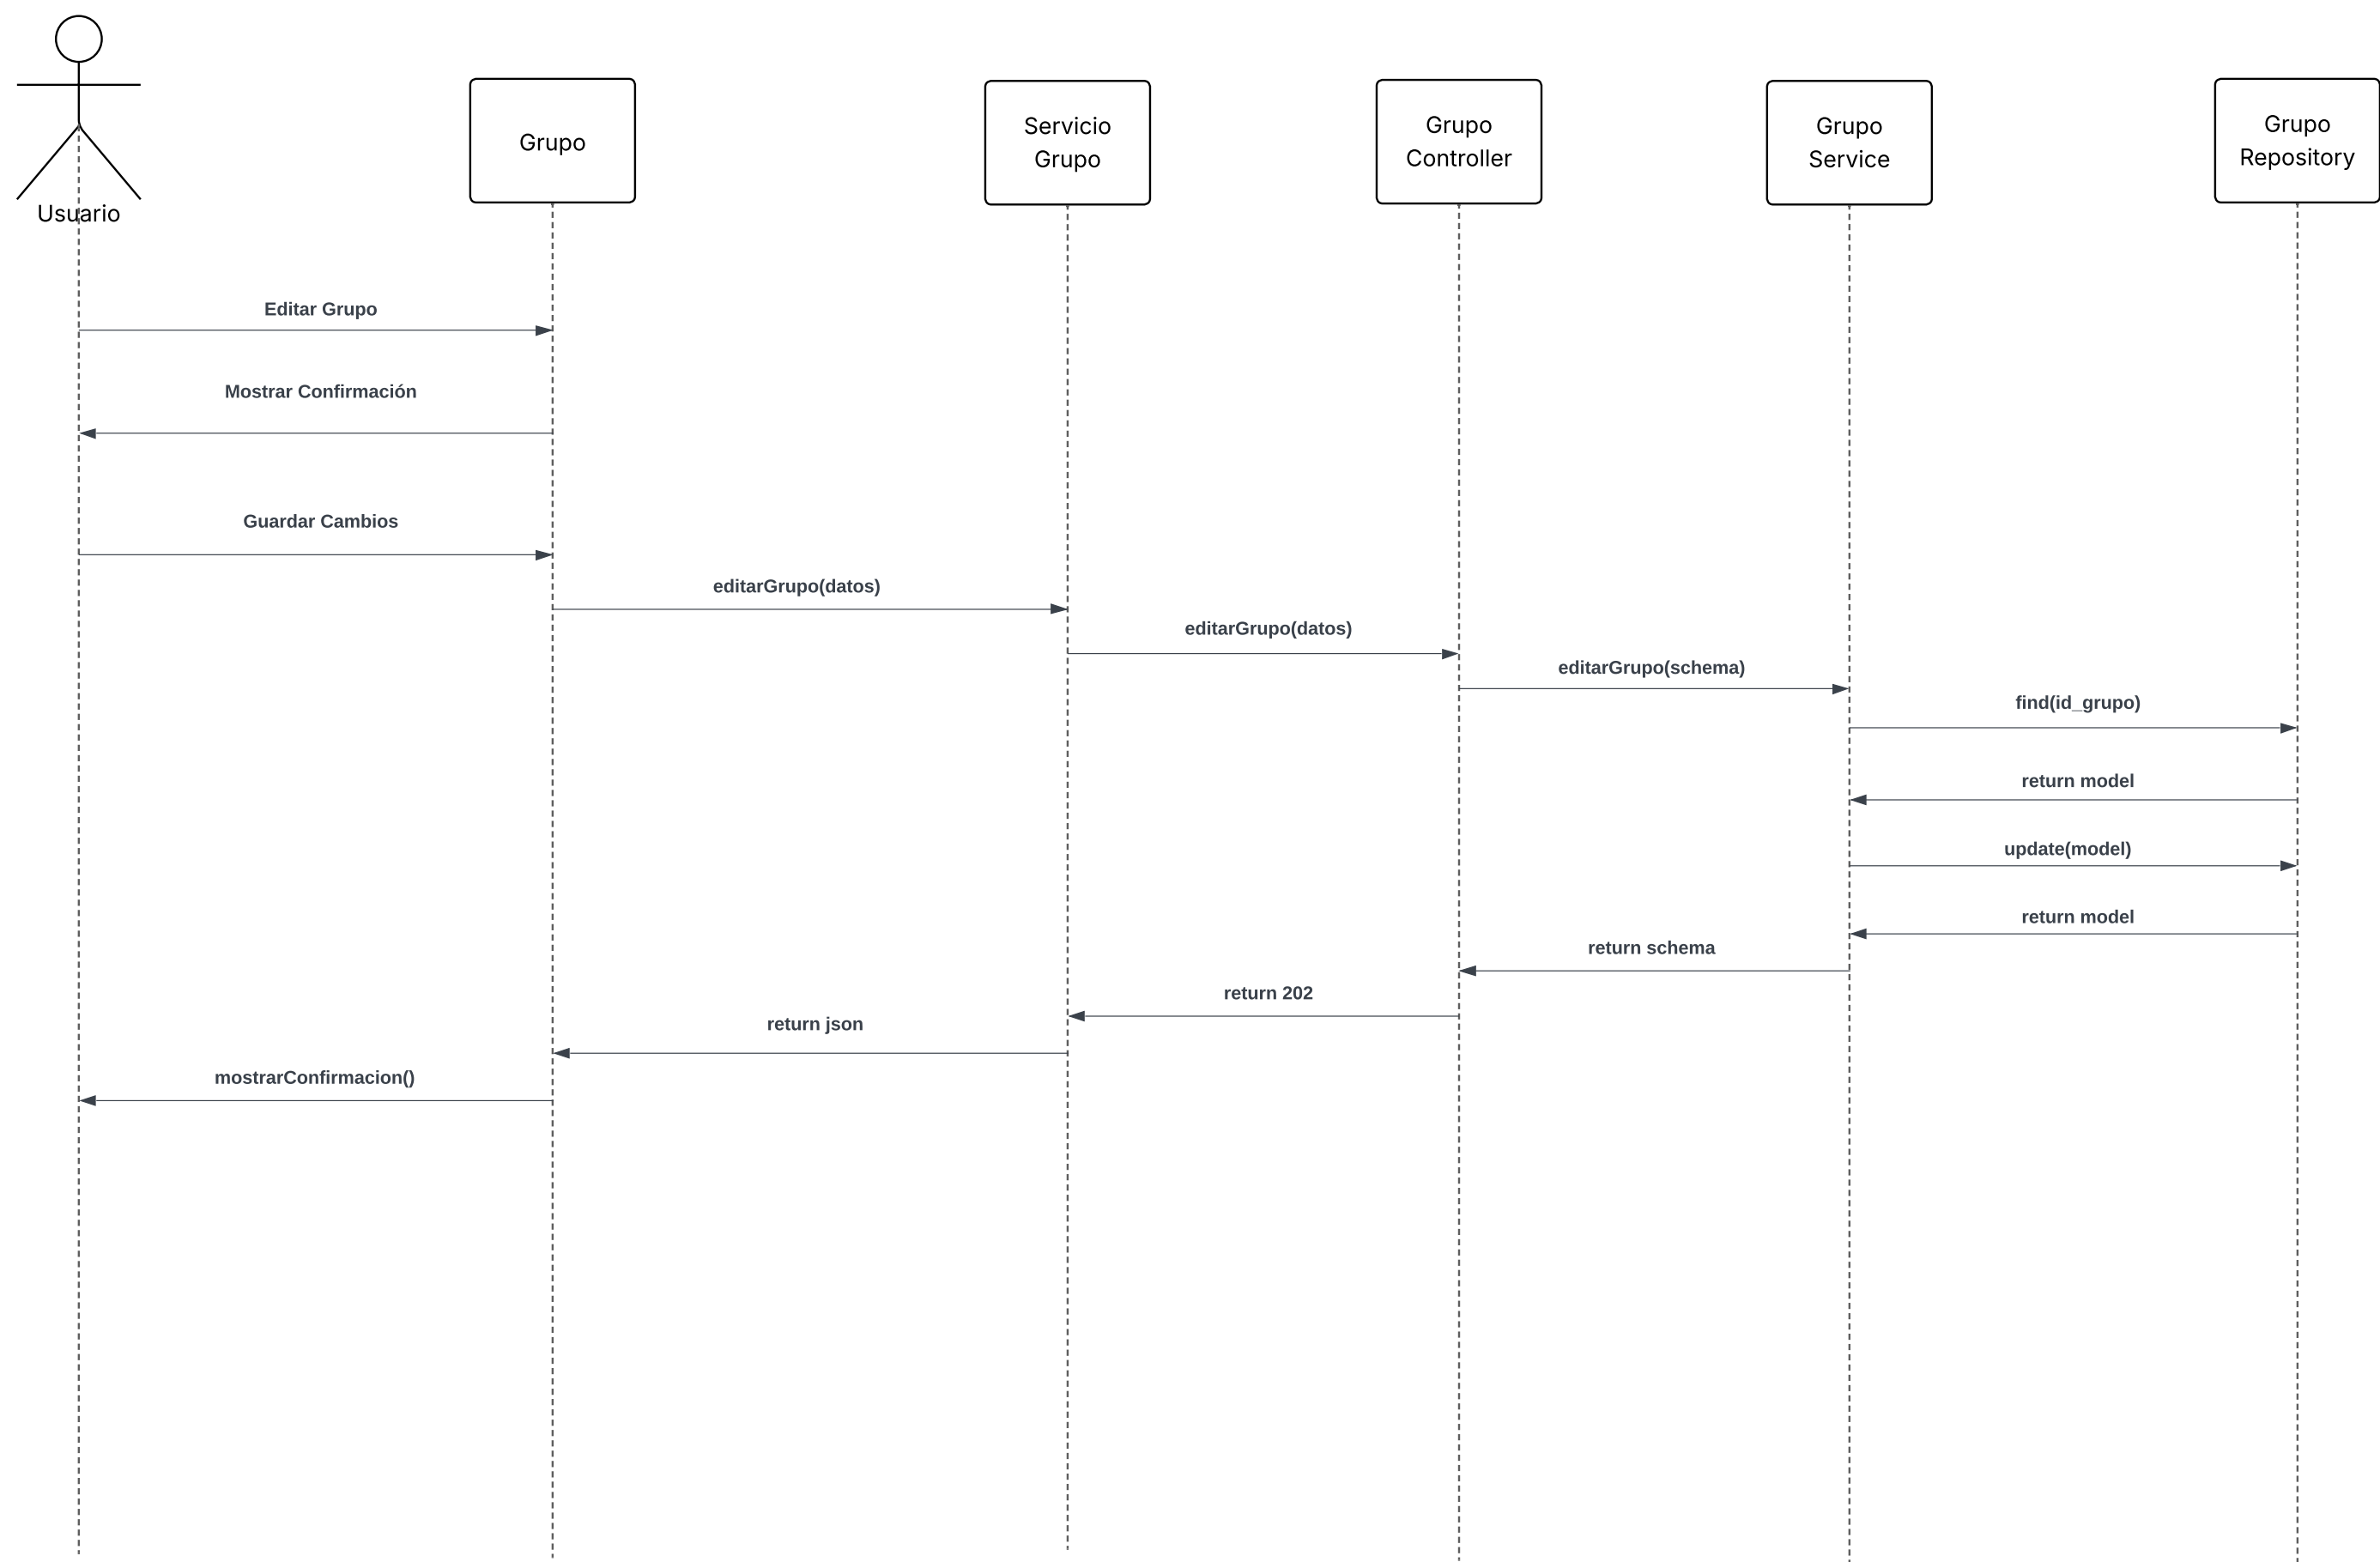 Usuario
Grupo
Servicio
Grupo
Grupo
Controller
Grupo
Service
Grupo
Repository
Editar Grupo
Mostrar Confirmación
Guardar Cambios
editarGrupo(datos)
editarGrupo(datos)
editarGrupo(schema)
find(id_grupo)
return model
update(model)
return model
return schema
return 202
return json
mostrarConfirmacion()